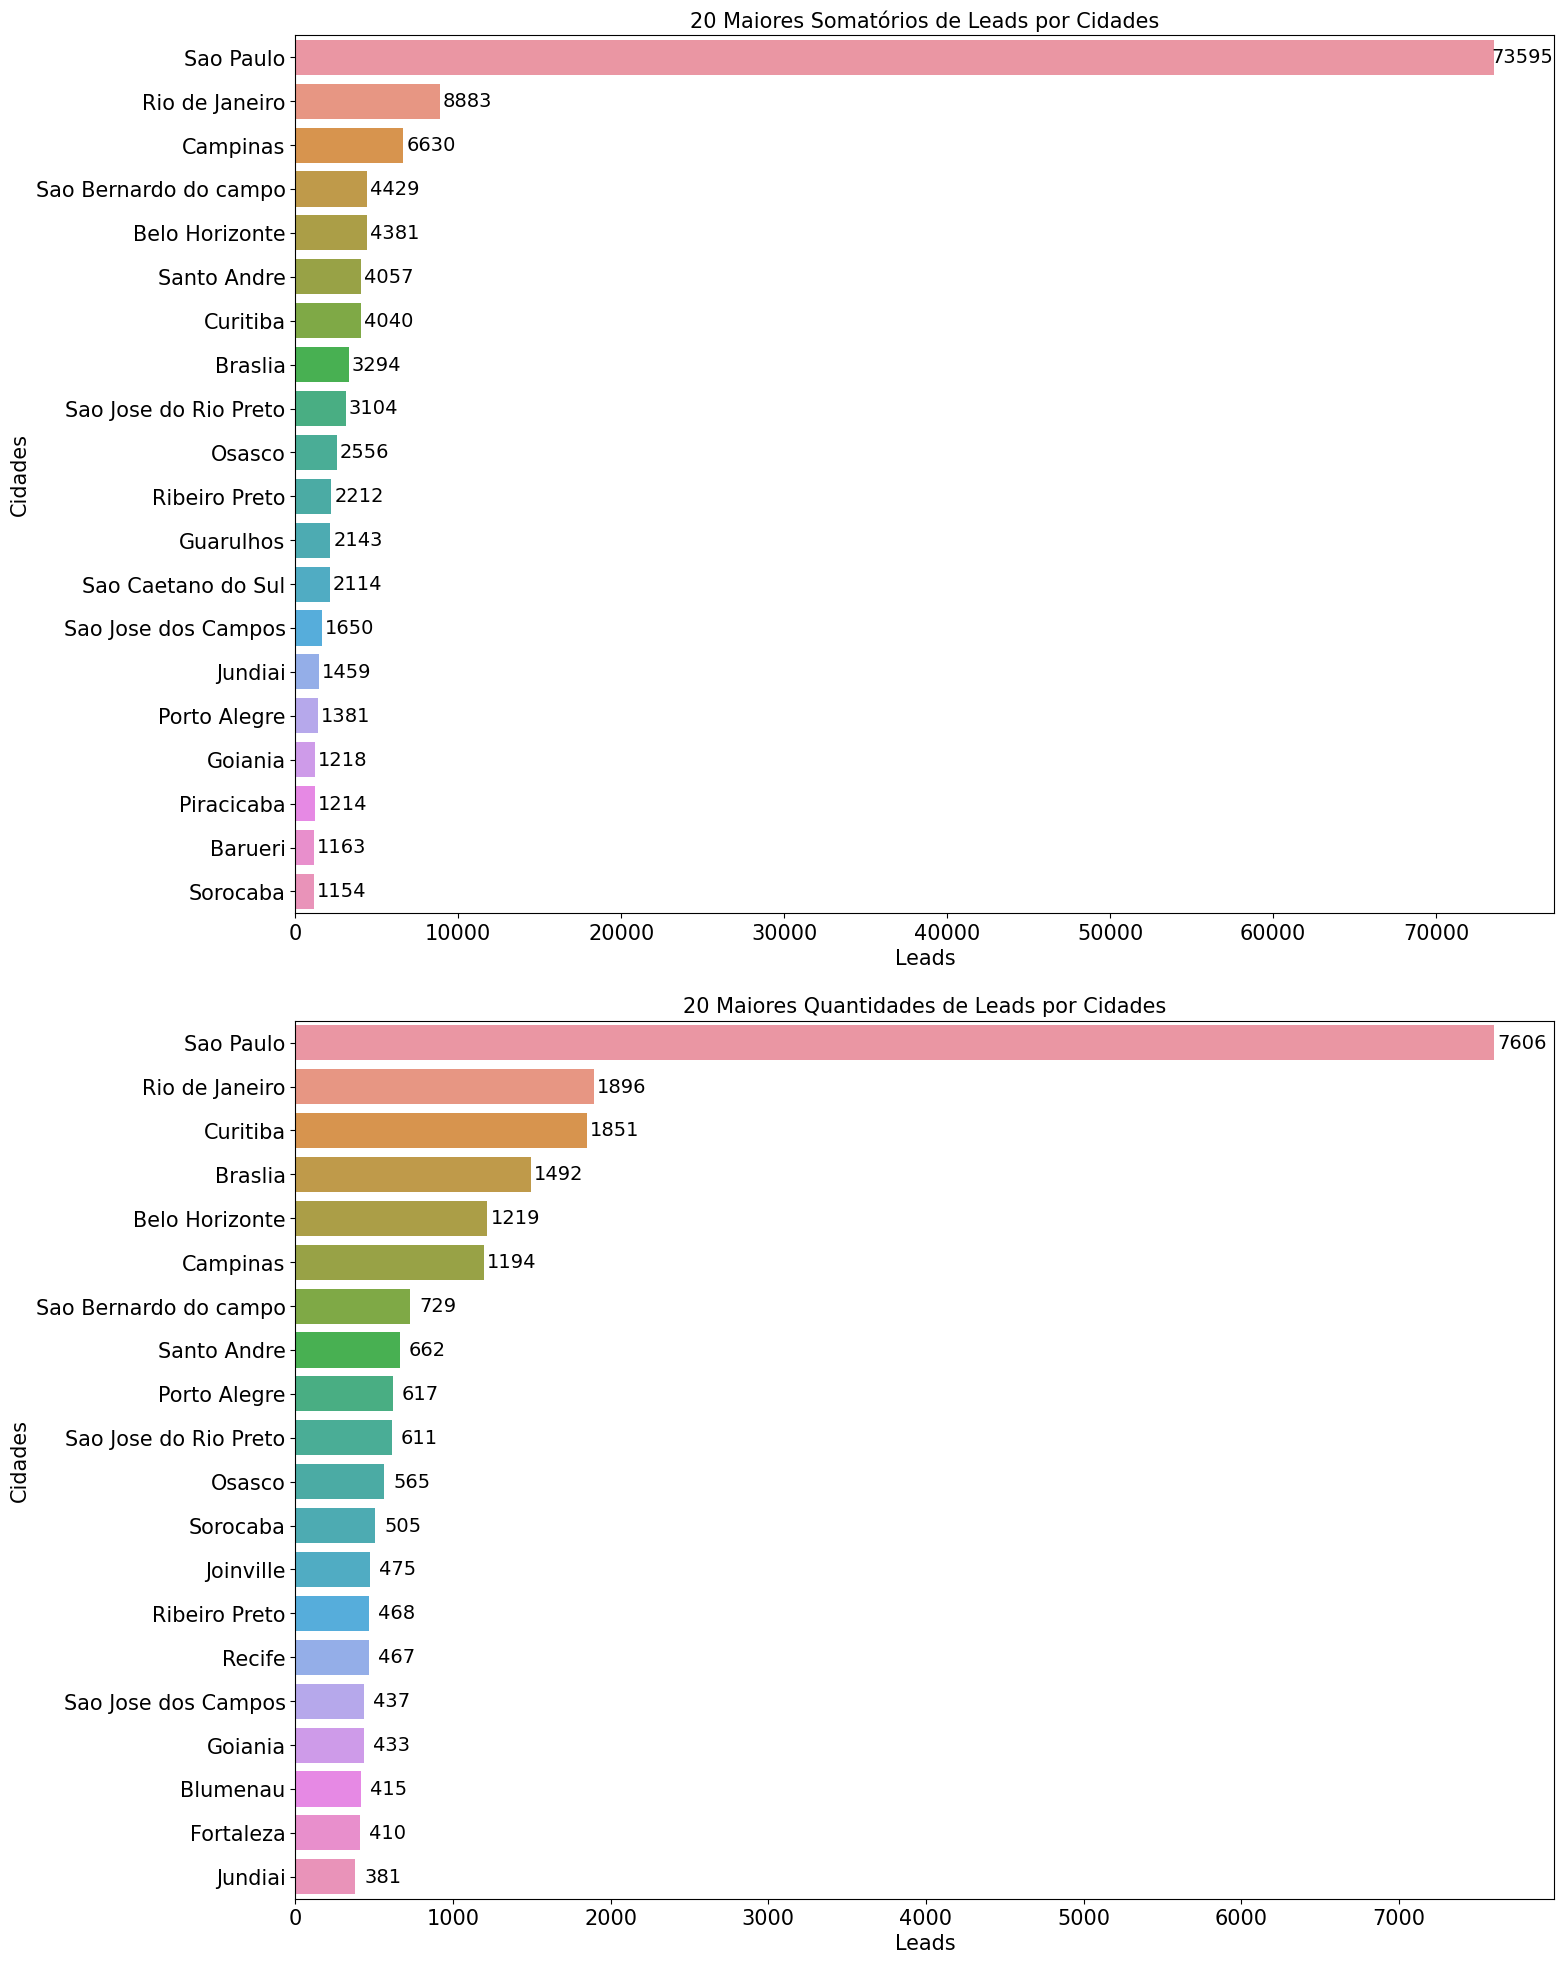 20 Maiores Somatórios de Leads por Cidades
Sao Paulo 73595
Rio de Janeiro 8883
Campinas 6630
Sao Bernardo do campo 4429
Belo Horizonte 4381
Santo Andre 4057
Curitiba 4040
Braslia 3294
Sao Jose do Rio Preto 3104
Osasco 2556
Ribeiro Preto 2212
Guarulhos 2143
Sao Caetano do Sul 2114
Sao Jose dos Campos 1650
Jundiai 1459
Porto Alegre 1381
Goiania 1218
Piracicaba 1214
Barueri 1163
Sorocaba 1154
Cidades
0 10000 20000 30000 40000 50000 60000 70000
Leads
20 Maiores Quantidades de Leads por Cidades
Sao Paulo 7606
Rio de Janeiro 1896
Curitiba 1851
Braslia 1492
Belo Horizonte 1219
Campinas 1194
Sao Bernardo do campo 729
Santo Andre 662
Porto Alegre 617
Sao Jose do Rio Preto 611
Osasco 565
Sorocaba 505
Joinville 475
Ribeiro Preto 468
Recife 467
Sao Jose dos Campos 437
Goiania 433
Blumenau 415
Fortaleza 410
Jundiai 381
Cidades
0 1000 2000 3000 4000 5000 6000 7000
Leads